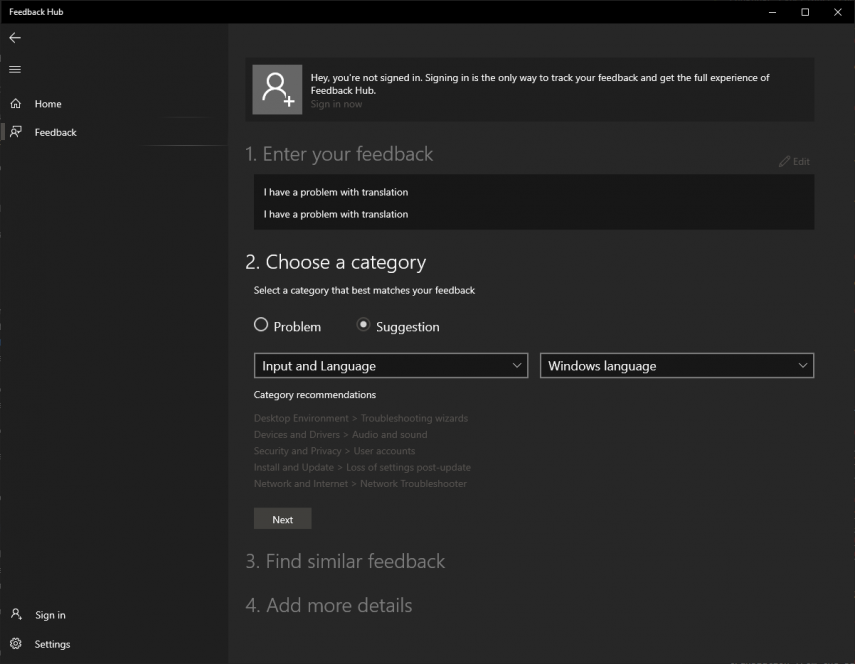 Feedback Hub
Home
Feedback
Hey, you're not signed in. Signing in is the only way to track your feedback and get the full experience of
Feedback Hub.
Sign in now
1. Enter your feedback
Edit
I have a problem with translation
I have a problem with translation
2. Choose a category
Select a category that best matches your feedback
Problem
Suggestion
Input and Language
Windows language
Category recommendations
Desktop Environment > Troubleshooting wizards
Devices and Drivers > Audio and sound
Security and Privacy > User accounts
Install and Update > Loss of settings post-update
Network and Internet > Network Troubleshooter
Next
3. Find similar feedback
4. Add more details
Sign in
Settings